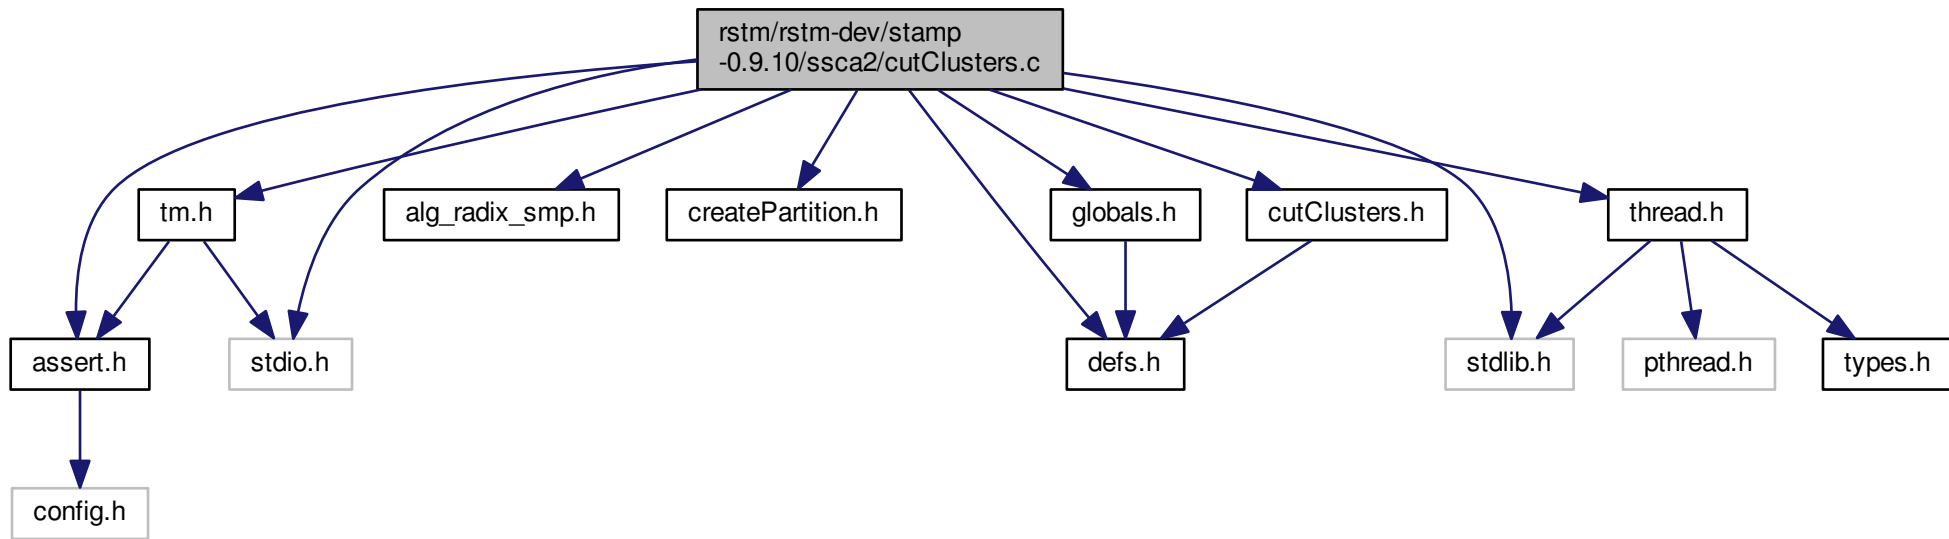 rstm/rstm-dev/stamp
-0.9.10/ssca2/cutClusters.c
tm.h
alg_radix_smp.h
createPartition.h
globals.h
cutClusters.h
thread.h
assert.h
stdio.h
defs.h
stdlib.h
pthread.h
types.h
config.h